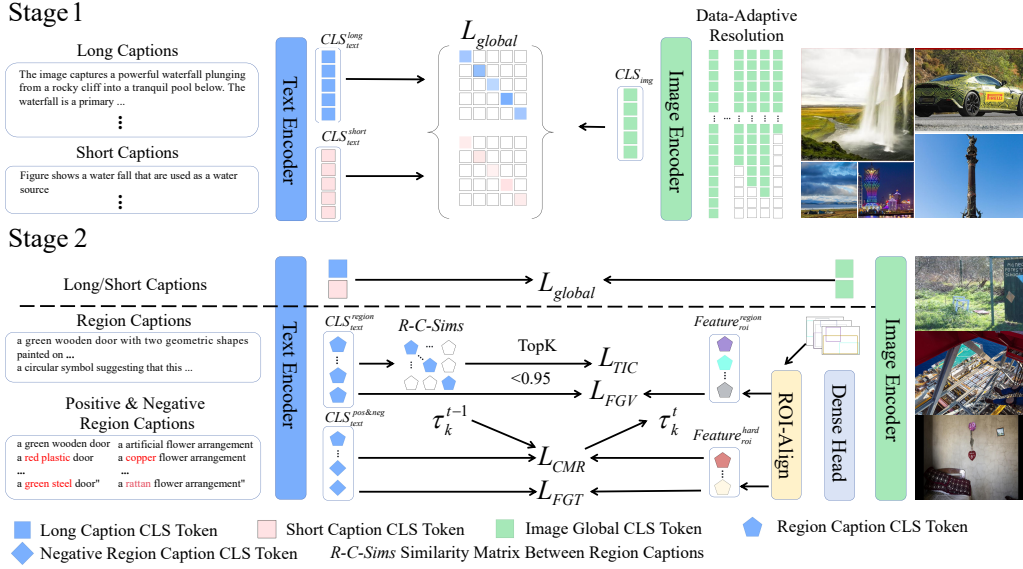 Stage 1
Long Captions
The image captures a powerful waterfall plunging
from a rocky cliff into a tranquil pool below. The
waterfall is a primary ...
Short Captions
Figure shows a water fall that are used as a water
source
Text Encoder
CLS_text^long
CLS_text^short
L_global
CLS_img
Image Encoder
Data-Adaptive
Resolution
Stage 2
Long/Short Captions
Region Captions
a green wooden door with two geometric shapes
painted on ...
a circular symbol suggesting that this ...
Positive & Negative
Region Captions
a green wooden door a artificial flower arrangement
a red plastic door a copper flower arrangement
... ...
a green steel door" a rattan flower arrangement"
Text Encoder
L_global
CLS_text^region
R-C-Sims
TopK
<0.95
L_TIC
L_FGV
CLS_text^pos&neg
τ_k^t-1
τ_k^t
L_CMR
L_FGT
Feature_roi^region
Feature_roi^hard
ROI-Align
Dense Head
Image Encoder
Long Caption CLS Token
Short Caption CLS Token
Image Global CLS Token
Region Caption CLS Token
Negative Region Caption CLS Token
R-C-Sims Similarity Matrix Between Region Captions